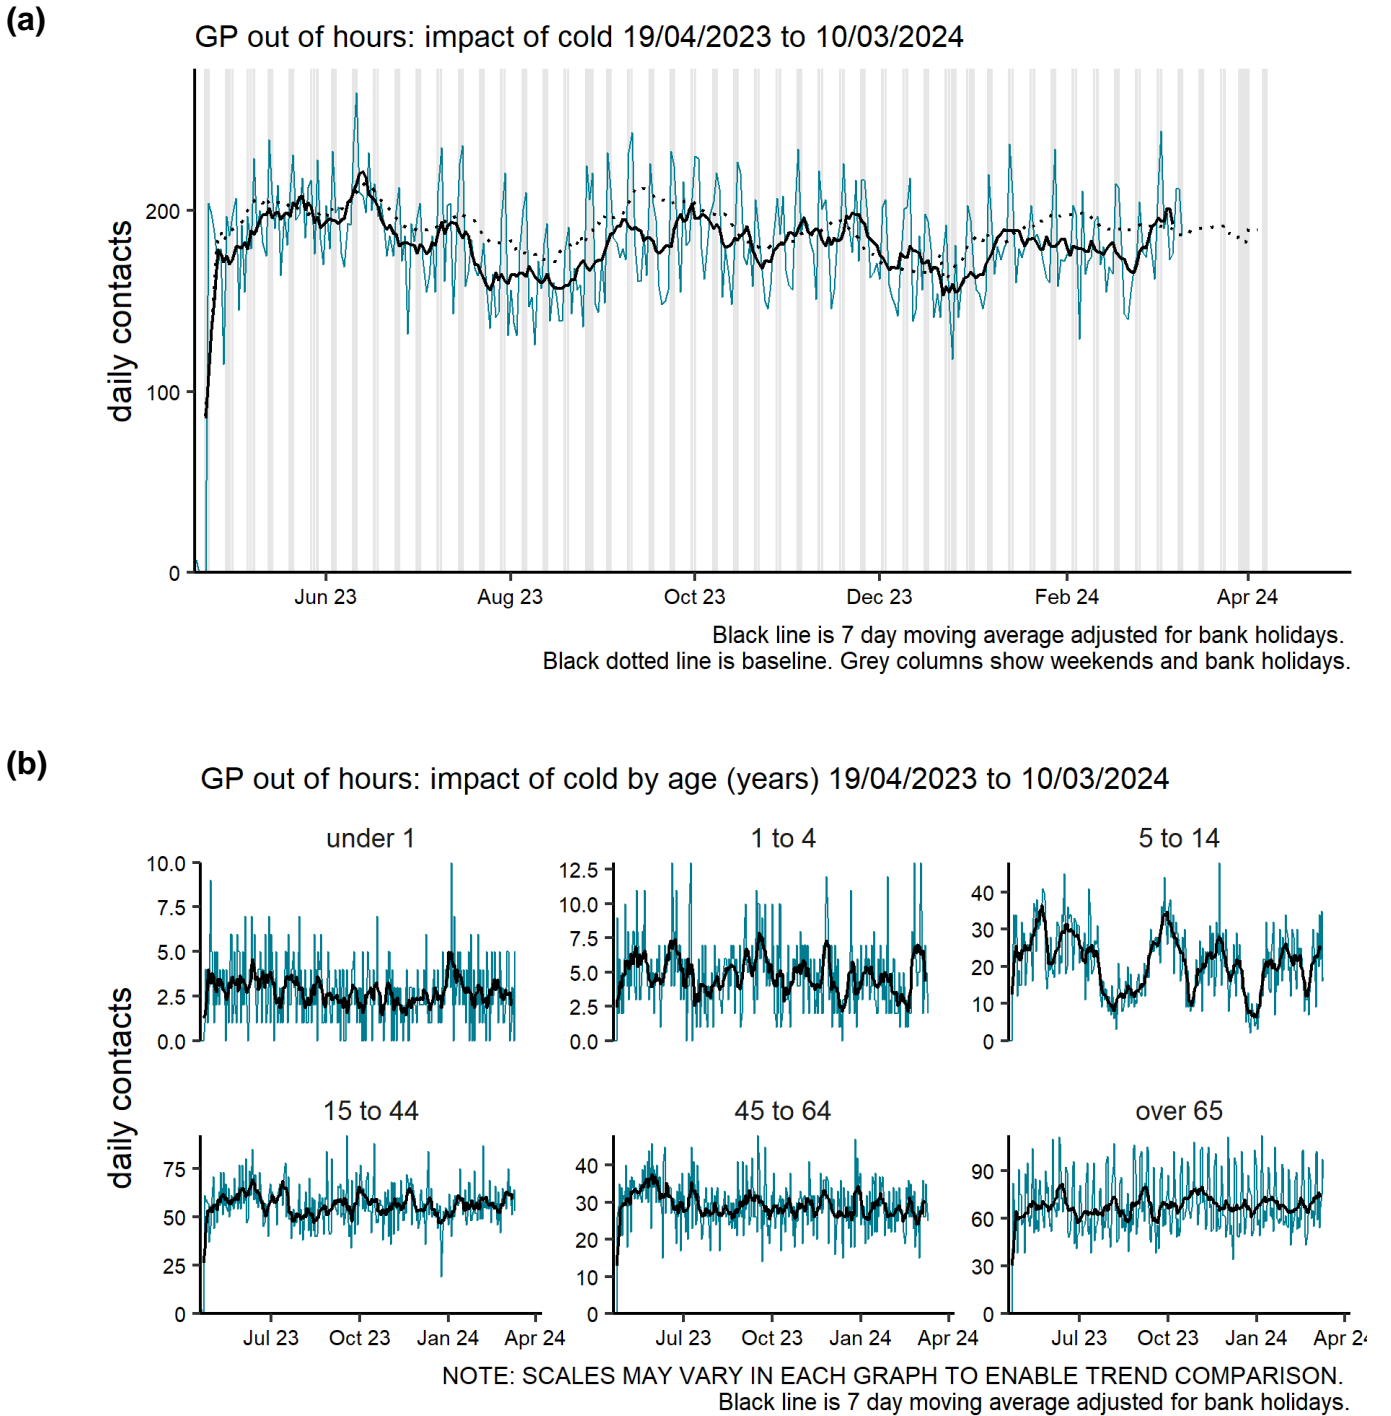 (a)
GP out of hours: impact of cold 19/04/2023 to 10/03/2024
daily contacts
200
100
0
Jun 23 Aug 23 Oct 23 Dec 23 Feb 24 Apr 24
Black line is 7 day moving average adjusted for bank holidays.
Black dotted line is baseline. Grey columns show weekends and bank holidays.
(b)
GP out of hours: impact of cold by age (years) 19/04/2023 to 10/03/2024
daily contacts
under 1
10.0
7.5
5.0
2.5
0.0
1 to 4
12.5
10.0
7.5
5.0
2.5
0.0
5 to 14
40
30
20
10
0
15 to 44
75
50
25
0
Jul 23 Oct 23 Jan 24 Apr 24
45 to 64
40
30
20
10
0
Jul 23 Oct 23 Jan 24 Apr 24
over 65
90
60
30
0
Jul 23 Oct 23 Jan 24 Apr
NOTE: SCALES MAY VARY IN EACH GRAPH TO ENABLE TREND COMPARISON.
Black line is 7 day moving average adjusted for bank holidays.